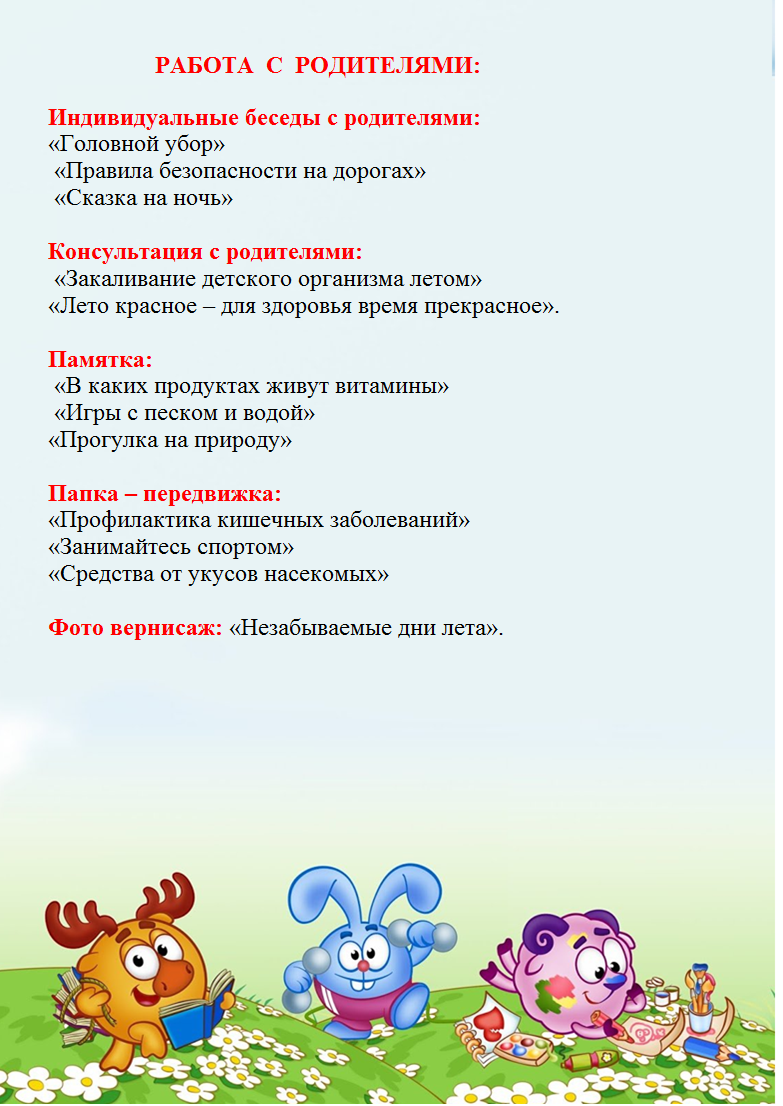 РАБОТА С РОДИТЕЛЯМИ:
Индивидуальные беседы с родителями:
«Головной убор»
«Правила безопасности на дорогах»
«Сказка на ночь»
Консультация с родителями:
«Закаливание детского организма летом»
«Лето красное – для здоровья время прекрасное».
Памятка:
«В каких продуктах живут витамины»
«Игры с песком и водой»
«Прогулка на природу»
Папка – передвижка:
«Профилактика кишечных заболеваний»
«Занимайтесь спортом»
«Средства от укусов насекомых»
Фото вернисаж: «Незабываемые дни лета».